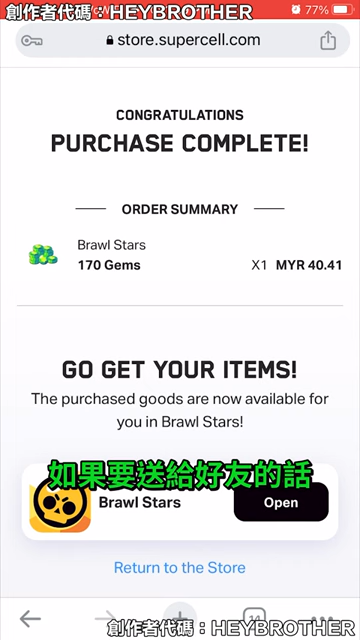 創作者代碼：HEYBROTHER
77%
store.supercell.com
CONGRATULATIONS
PURCHASE COMPLETE!
ORDER SUMMARY
Brawl Stars
170 Gems X1 MYR 40.41
GO GET YOUR ITEMS!
The purchased goods are now available for
you in Brawl Stars!
如果要送給好友的話
Brawl Stars Open
Return to the Store
創作者代碼：HEYBROTHER